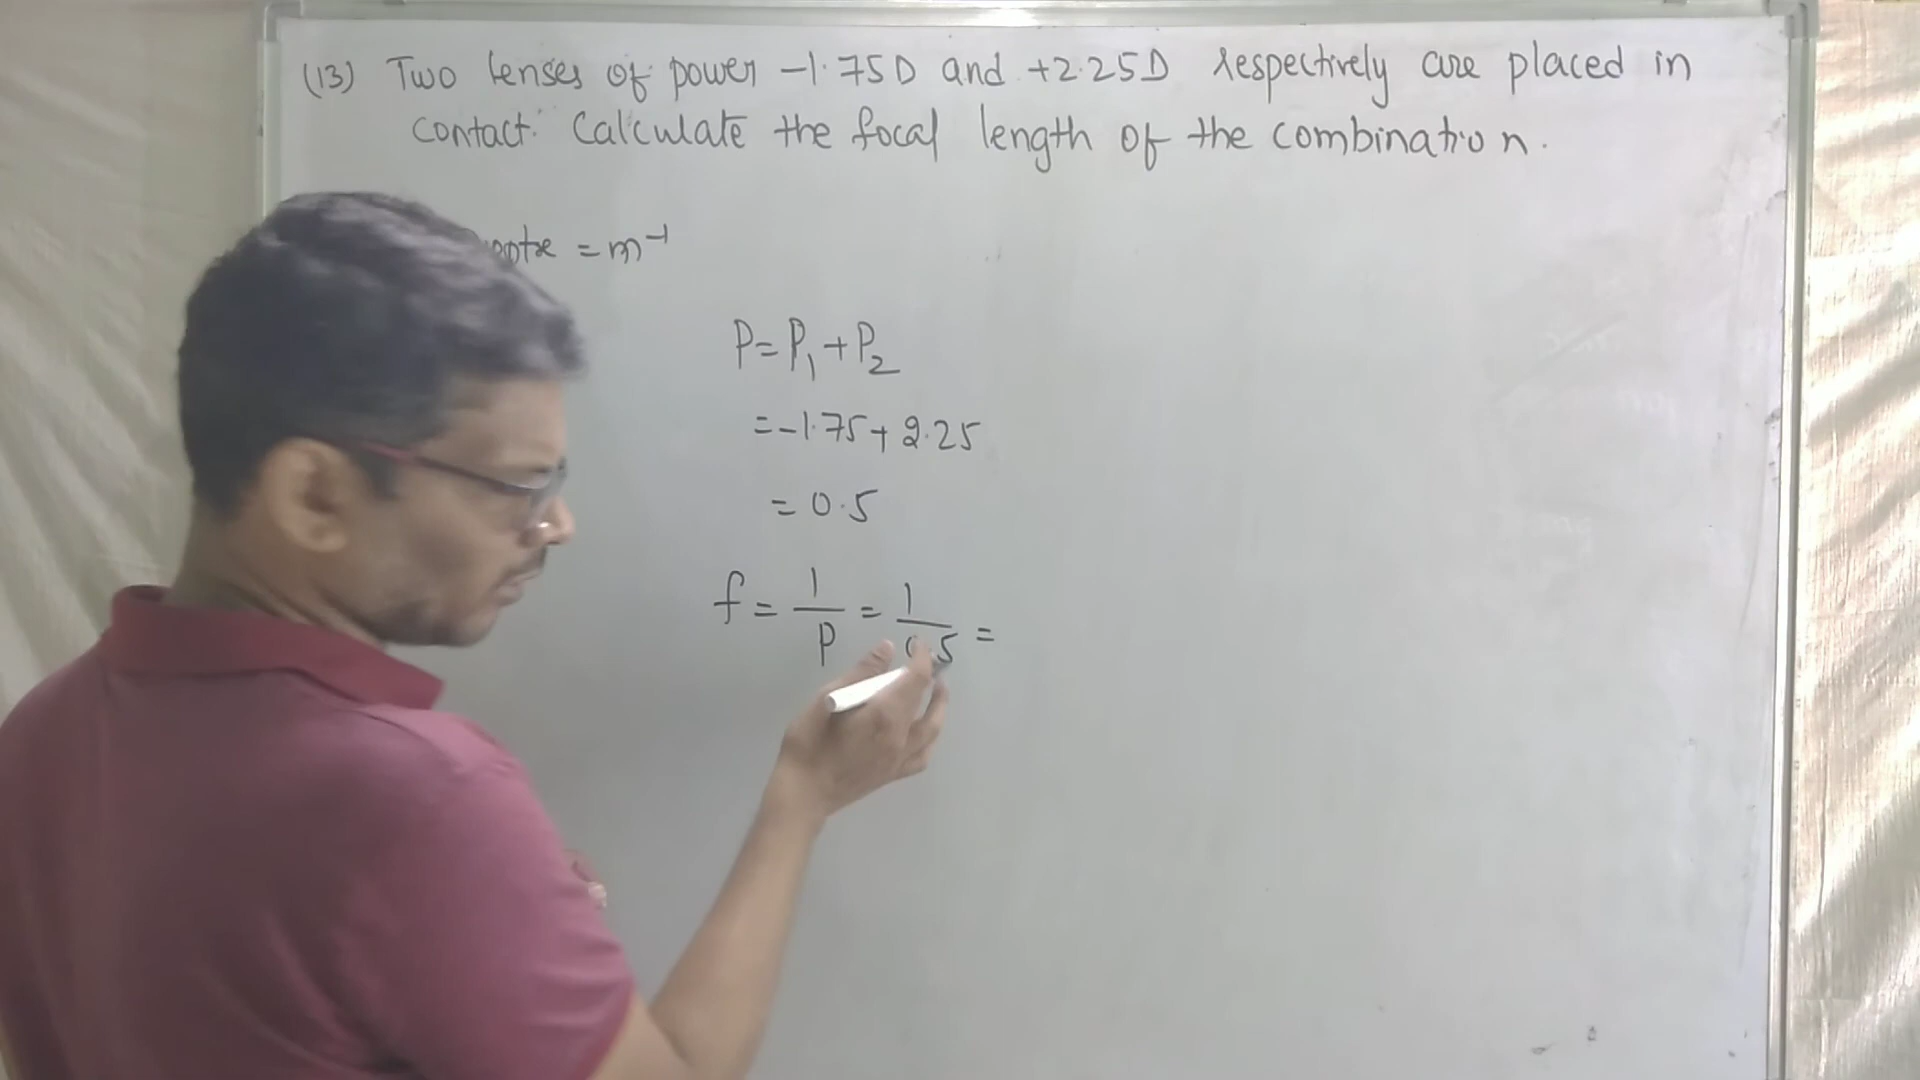 (13) Two lenses of power -1.75D and +2.25D respectively are placed in
contact. Calculate the focal length of the combination.
= m⁻¹
P = P₁ + P₂
= -1.75 + 2.25
= 0.5
f = 1/P = 1/0.5 =